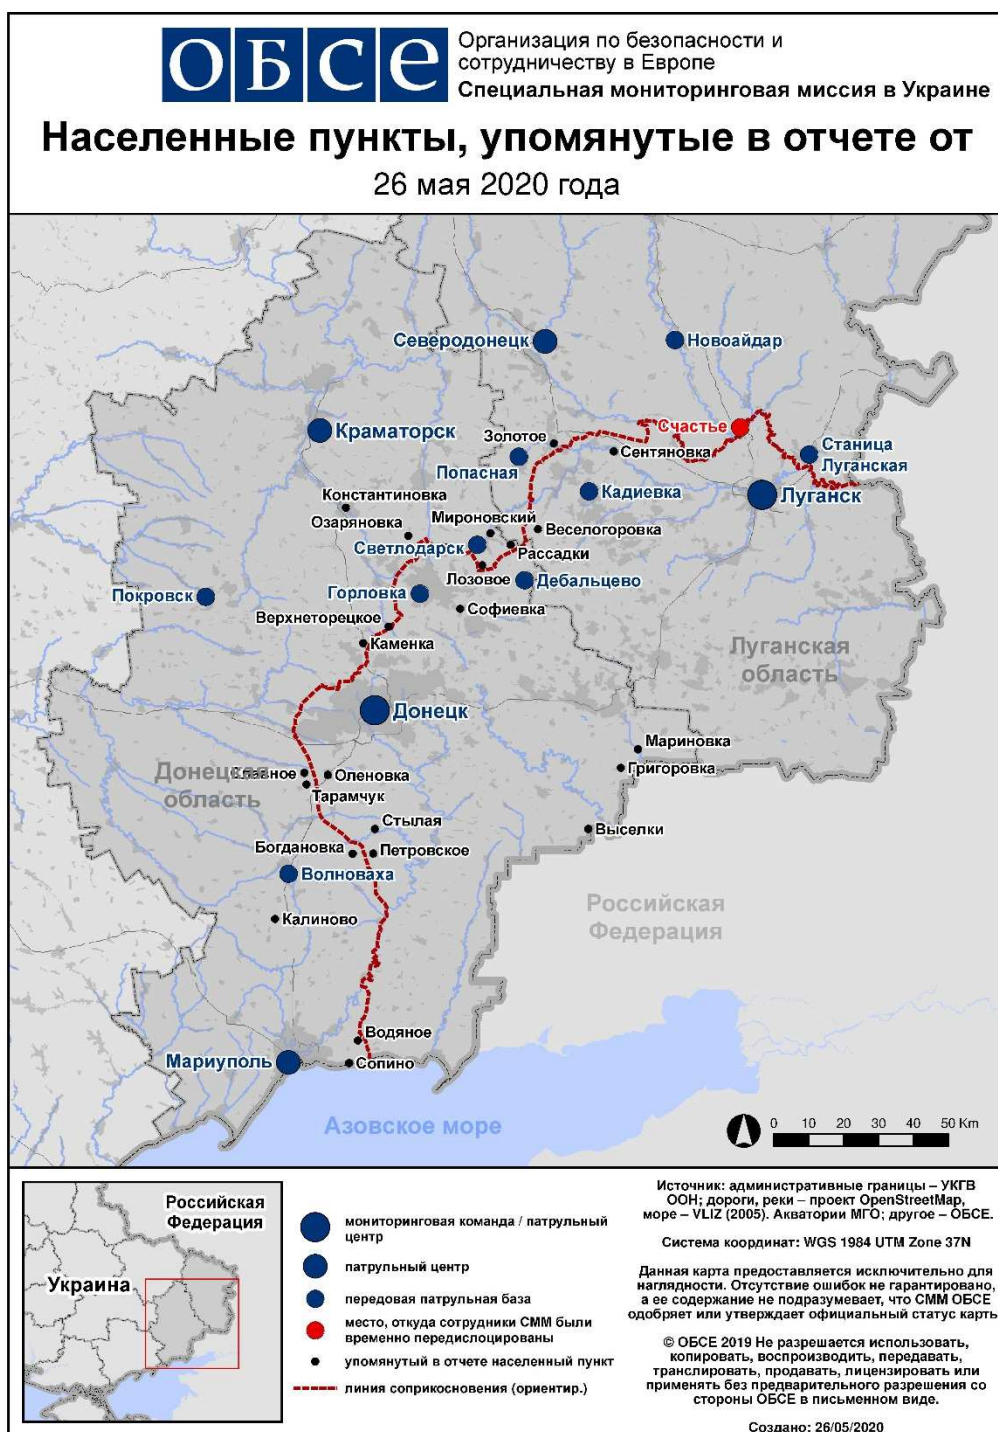 ОБСЕ
Организация по безопасности и
сотрудничеству в Европе
Специальная мониторинговая миссия в Украине
Населенные пункты, упомянутые в отчете от
26 мая 2020 года
Северодонецк
Новоайдар
Счастье
Краматорск
Золотое
Сентяновка
Станица
Луганская
Попасная
Кадиевка
Луганск
Константиновка
Озаряновка
Мироновский
Веселогоровка
Светлодарск
Рассадки
Лозовое
Дебальцево
Покровск
Горловка
Софиевка
Верхнеторецкое
Каменка
Луганская
область
Донецк
Мариновка
Григоровка
Донецкая
область
Оленовка
Тарамчук
Стылая
Выселки
Богдановка
Петровское
Волноваха
Калиново
Российская
Федерация
Водяное
Мариуполь
Сопино
Азовское море
0 10 20 30 40 50 Km
Российская
Федерация
Украина
мониторинговая команда / патрульный
центр
патрульный центр
передовая патрульная база
место, откуда сотрудники СММ были
временно передислоцированы
упомянутый в отчете населенный пункт
линия соприкосновения (ориентир.)
Источник: административные границы – УКГВ
ООН; дороги, реки – проект OpenStreetMap,
море – VLIZ (2005). Акватории МГО; другое – ОБСЕ.
Система координат: WGS 1984 UTM Zone 37N
Данная карта предоставляется исключительно для
наглядности. Отсутствие ошибок не гарантировано,
а ее содержание не подразумевает, что СММ ОБСЕ
одобряет или утверждает официальный статус карты
© ОБСЕ 2019 Не разрешается использовать,
копировать, воспроизводить, передавать,
транслировать, продавать, лицензировать или
применять без предварительного разрешения со
стороны ОБСЕ в письменном виде.
Создано: 26/05/2020